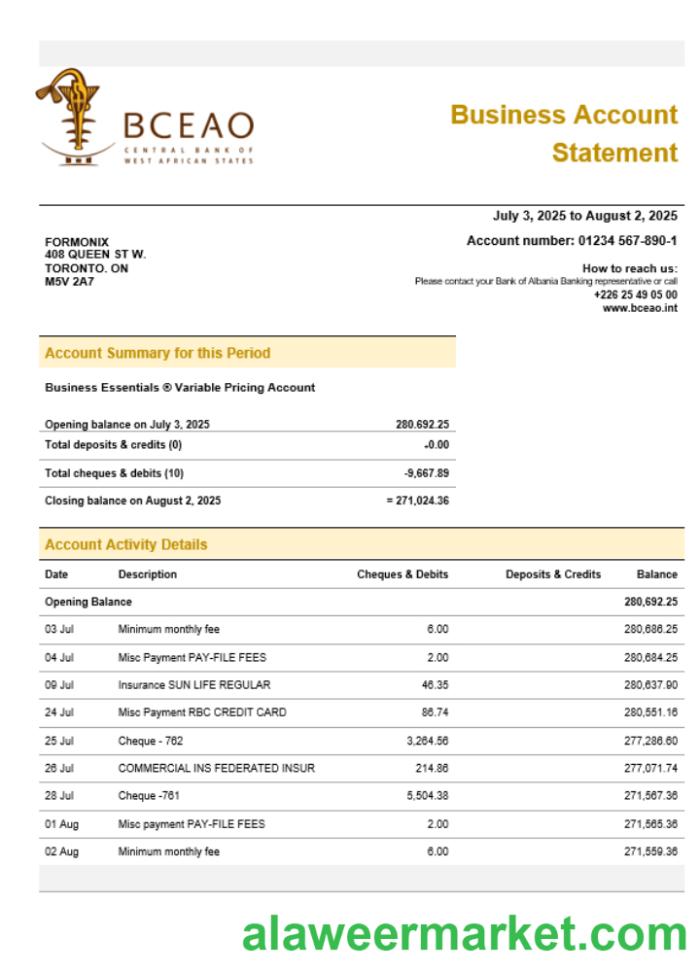 BCEAO
CENTRAL BANK OF
WEST AFRICAN STATES
Business Account
Statement
July 3, 2025 to August 2, 2025
Account number: 01234 567-890-1
FORMONIX
408 QUEEN ST W.
TORONTO. ON
M5V 2A7
How to reach us:
Please contact your Bank of Albania Banking representative or call
+226 25 49 05 00
www.bceao.int
Account Summary for this Period
Business Essentials ® Variable Pricing Account
Opening balance on July 3, 2025 280.692.25
Total deposits & credits (0) -0.00
Total cheques & debits (10) -9,667.89
Closing balance on August 2, 2025 = 271,024.36
Account Activity Details
Date Description Cheques & Debits Deposits & Credits Balance
Opening Balance 280,692.25
03 Jul Minimum monthly fee 6.00 280,686.25
04 Jul Misc Payment PAY-FILE FEES 2.00 280,684.25
09 Jul Insurance SUN LIFE REGULAR 46.35 280,637.90
24 Jul Misc Payment RBC CREDIT CARD 86.74 280,551.16
25 Jul Cheque - 762 3,264.56 277,286.60
26 Jul COMMERCIAL INS FEDERATED INSUR 214.86 277,071.74
28 Jul Cheque -761 5,504.38 271,567.36
01 Aug Misc payment PAY-FILE FEES 2.00 271,565.36
02 Aug Minimum monthly fee 6.00 271,559.36
alaweermarket.com